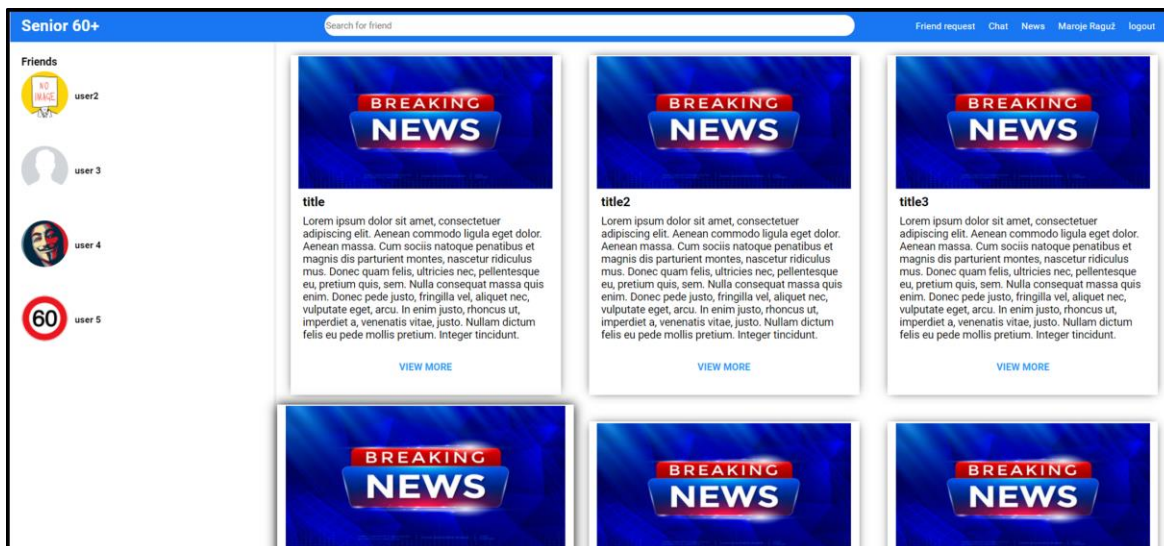 Senior 60+
Search for friend
Friend request Chat News Maroje Raguž logout
Friends
NO
IMAGE
user2
user 3
user 4
60
user 5
BREAKING
NEWS
title
Lorem ipsum dolor sit amet, consectetuer
adipiscing elit. Aenean commodo ligula eget dolor.
Aenean massa. Cum sociis natoque penatibus et
magnis dis parturient montes, nascetur ridiculus
mus. Donec quam felis, ultricies nec, pellentesque
eu, pretium quis, sem. Nulla consequat massa quis
enim. Donec pede justo, fringilla vel, aliquet nec,
vulputate eget, arcu. In enim justo, rhoncus ut,
imperdiet a, venenatis vitae, justo. Nullam dictum
felis eu pede mollis pretium. Integer tincidunt.
VIEW MORE
BREAKING
NEWS
title2
Lorem ipsum dolor sit amet, consectetuer
adipiscing elit. Aenean commodo ligula eget dolor.
Aenean massa. Cum sociis natoque penatibus et
magnis dis parturient montes, nascetur ridiculus
mus. Donec quam felis, ultricies nec, pellentesque
eu, pretium quis, sem. Nulla consequat massa quis
enim. Donec pede justo, fringilla vel, aliquet nec,
vulputate eget, arcu. In enim justo, rhoncus ut,
imperdiet a, venenatis vitae, justo. Nullam dictum
felis eu pede mollis pretium. Integer tincidunt.
VIEW MORE
BREAKING
NEWS
title3
Lorem ipsum dolor sit amet, consectetuer
adipiscing elit. Aenean commodo ligula eget dolor.
Aenean massa. Cum sociis natoque penatibus et
magnis dis parturient montes, nascetur ridiculus
mus. Donec quam felis, ultricies nec, pellentesque
eu, pretium quis, sem. Nulla consequat massa quis
enim. Donec pede justo, fringilla vel, aliquet nec,
vulputate eget, arcu. In enim justo, rhoncus ut,
imperdiet a, venenatis vitae, justo. Nullam dictum
felis eu pede mollis pretium. Integer tincidunt.
VIEW MORE
BREAKING
NEWS
BREAKING
NEWS
BREAKING
NEWS